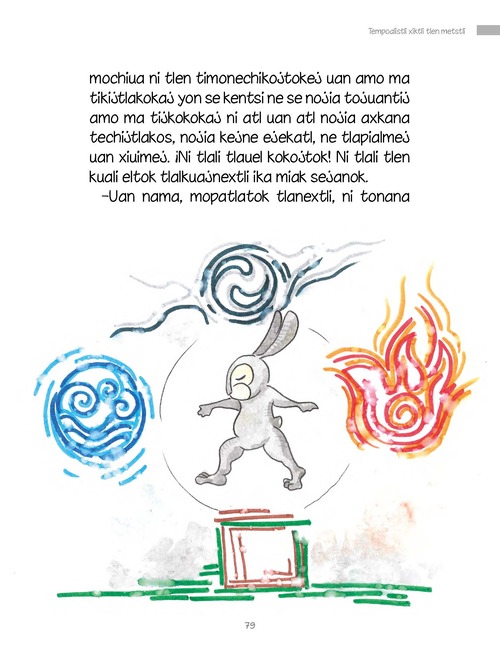 Tempoalistli xiktli tlen metstli
mochiua ni tlen timonechikojtokej uan amo ma
tikijtlakokaj yon se kentsi ne se nojia tojuantij
amo ma tijkokokaj ni atl uan atl nojia axkana
techijtlakos, nojia kejne ejekatl, ne tlapialmej
uan xiuimej. ¡Ni tlali tlauel kokojtok! Ni tlali tlen
kuali eltok tlalkuajnextli ika miak sejanok.
–Uan nama, mopatlatok tlanextli, ni tonana
79